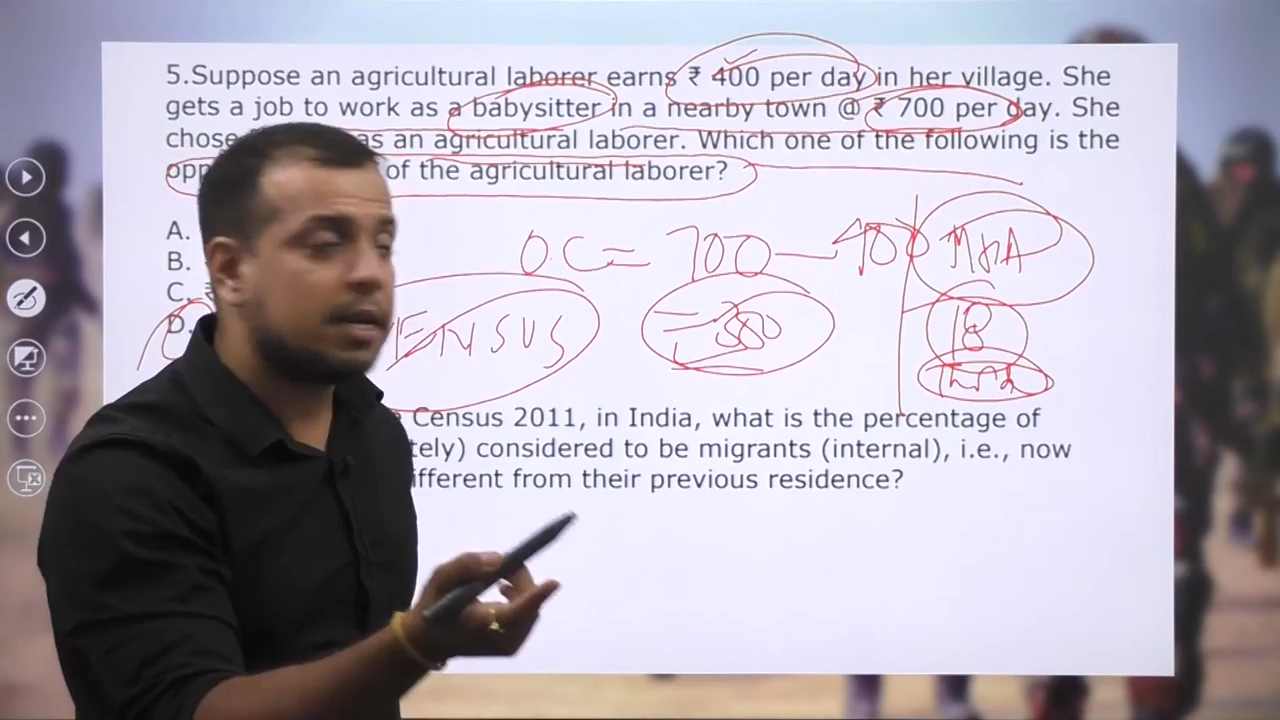 5.Suppose an agricultural laborer earns ₹ 400 per day in her village. She
gets a job to work as a babysitter in a nearby town @ ₹ 700 per day. She
chose as an agricultural laborer. Which one of the following is the
opp of the agricultural laborer?
A.
B.
C. ₹
D.
O.C = 700 - 400
= 300
ENSUS
MHA
18
Census 2011, in India, what is the percentage of
tely) considered to be migrants (internal), i.e., now
ifferent from their previous residence?